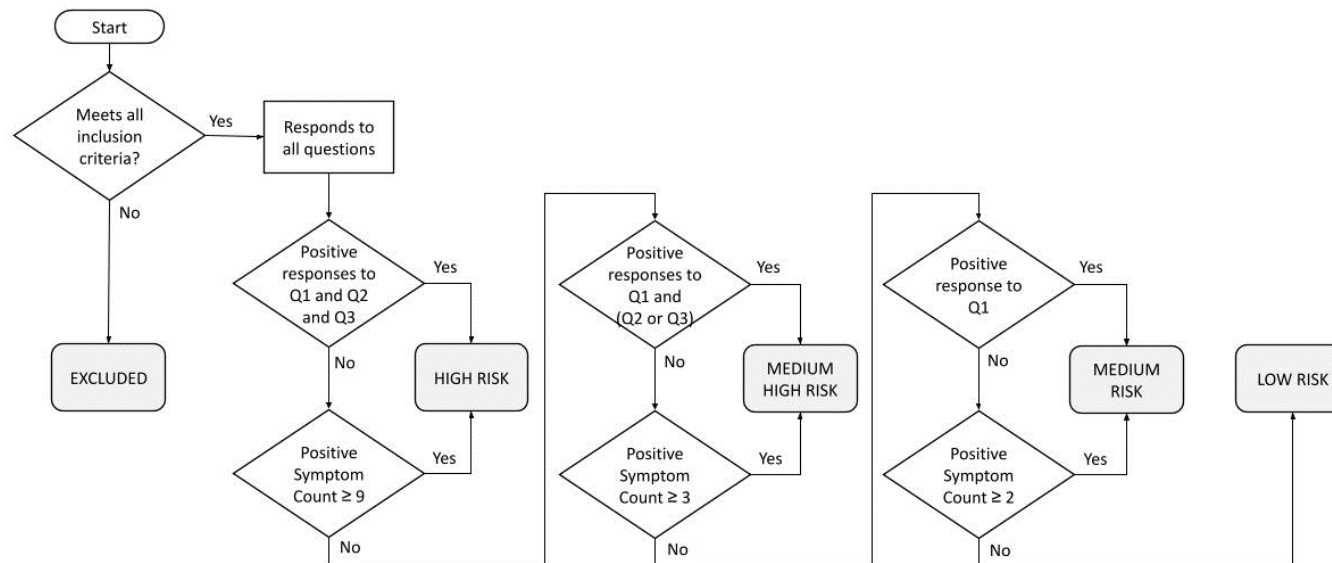 Start
Meets all
inclusion
criteria?
Yes
No
EXCLUDED
Responds to
all questions
Positive
responses to
Q1 and Q2
and Q3
Yes
No
HIGH RISK
Positive
Symptom
Count ≥ 9
Yes
No
Positive
responses to
Q1 and
(Q2 or Q3)
Yes
No
MEDIUM
HIGH RISK
Positive
Symptom
Count ≥ 3
Yes
No
Positive
response to
Q1
Yes
No
MEDIUM
RISK
Positive
Symptom
Count ≥ 2
Yes
No
LOW RISK